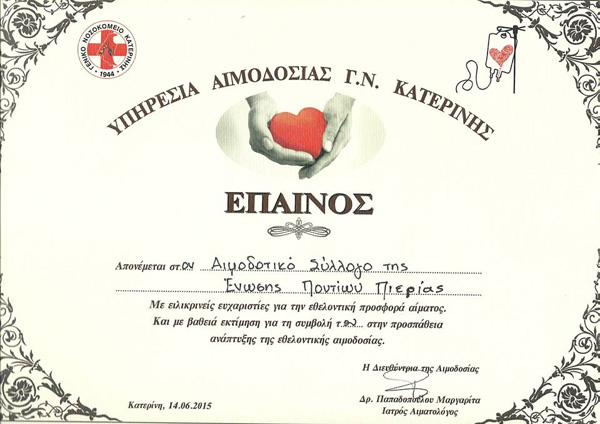 ΓΕΝΙΚΟ ΝΟΣΟΚΟΜΕΙΟ ΚΑΤΕΡΙΝΗΣ
1944
ΥΠΗΡΕΣΙΑ ΑΙΜΟΔΟΣΙΑΣ Γ.Ν. ΚΑΤΕΡΙΝΗΣ
ΕΠΑΙΝΟΣ
Απονέμεται στ.ον Αιμοδοτικό Σύλλογο της
Ένωσης Ποντίων Πιερίας
Με ειλικρινείς ευχαριστίες για την εθελοντική προσφορά αίματος.
Και με βαθειά εκτίμηση για τη συμβολή τ.ου... στην προσπάθεια
ανάπτυξης της εθελοντικής αιμοδοσίας.
Η Διευθύντρια της Αιμοδοσίας
Δρ. Παπαδοπούλου Μαργαρίτα
Ιατρός Αιματολόγος
Κατερίνη, 14.06.2015